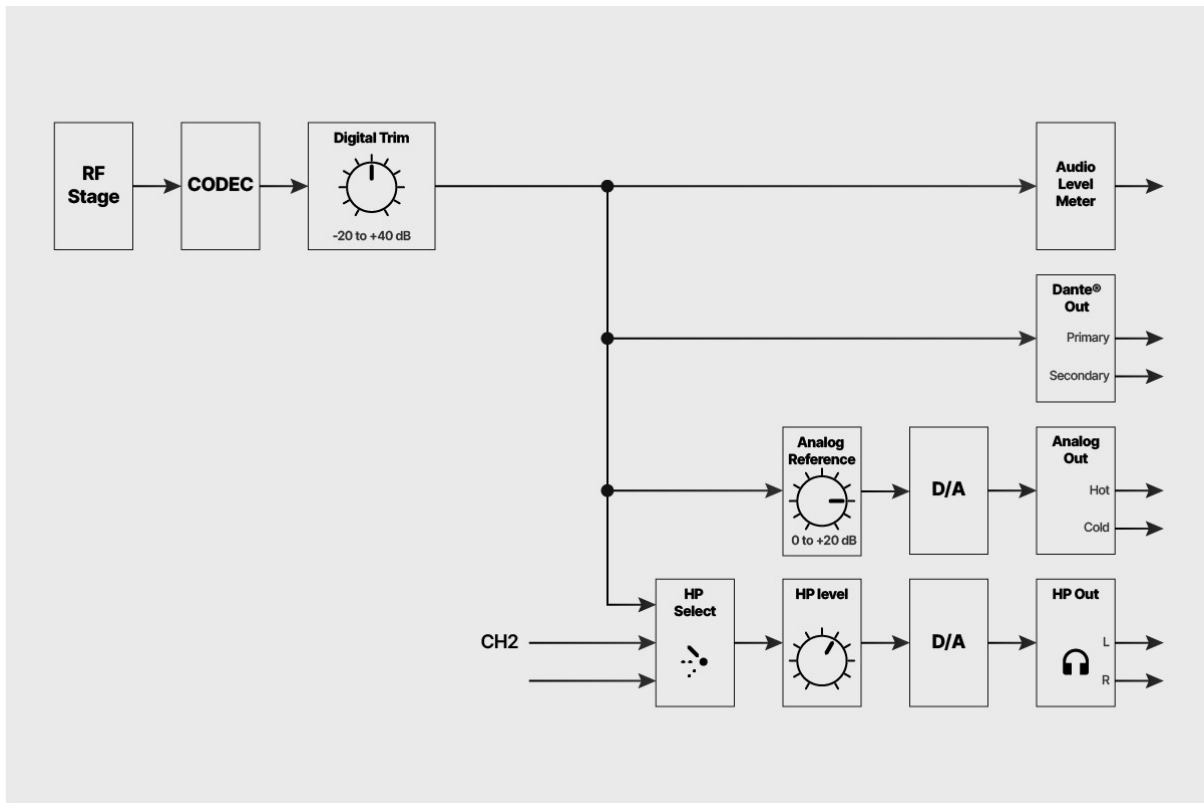 RF
Stage
CODEC
Digital Trim
-20 to +40 dB
Audio
Level
Meter
Dante®
Out
Primary
Secondary
Analog
Reference
0 to +20 dB
D/A
Analog
Out
Hot
Cold
CH2
HP
Select
HP level
D/A
HP Out
L
R